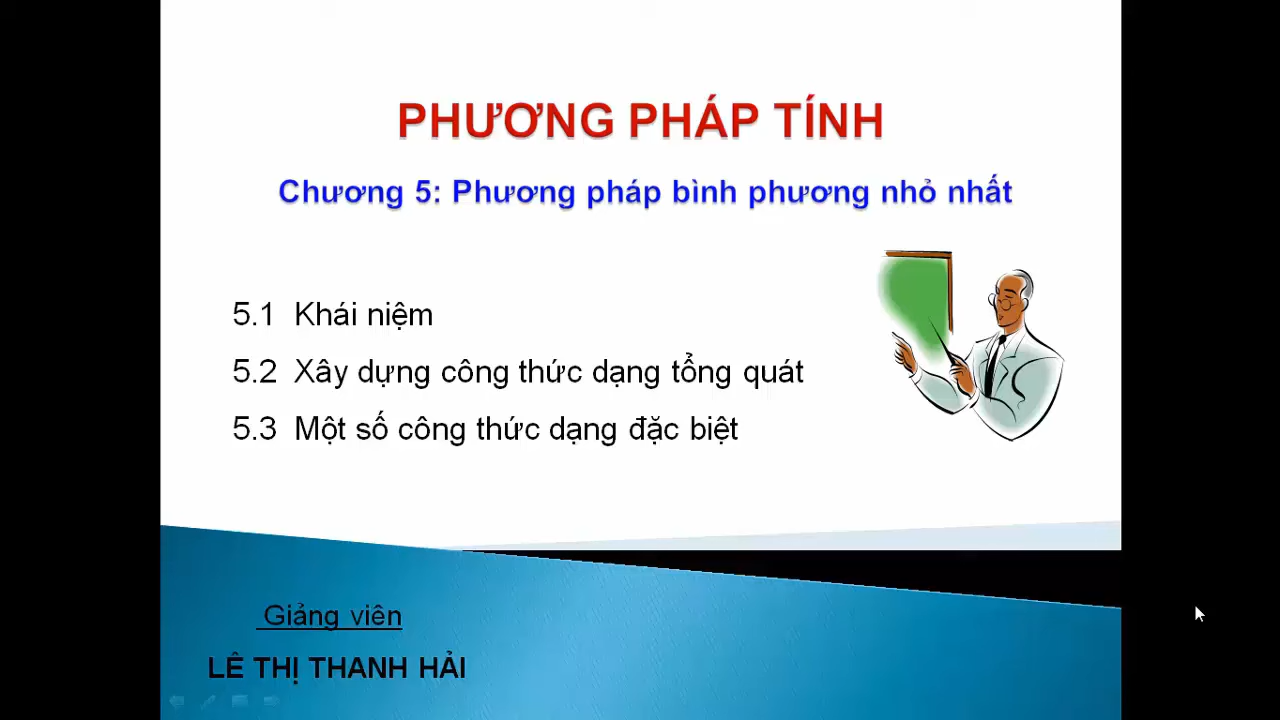 PHƯƠNG PHÁP TÍNH
Chương 5: Phương pháp bình phương nhỏ nhất
5.1 Khái niệm
5.2 Xây dựng công thức dạng tổng quát
5.3 Một số công thức dạng đặc biệt
Giảng viên
LÊ THỊ THANH HẢI